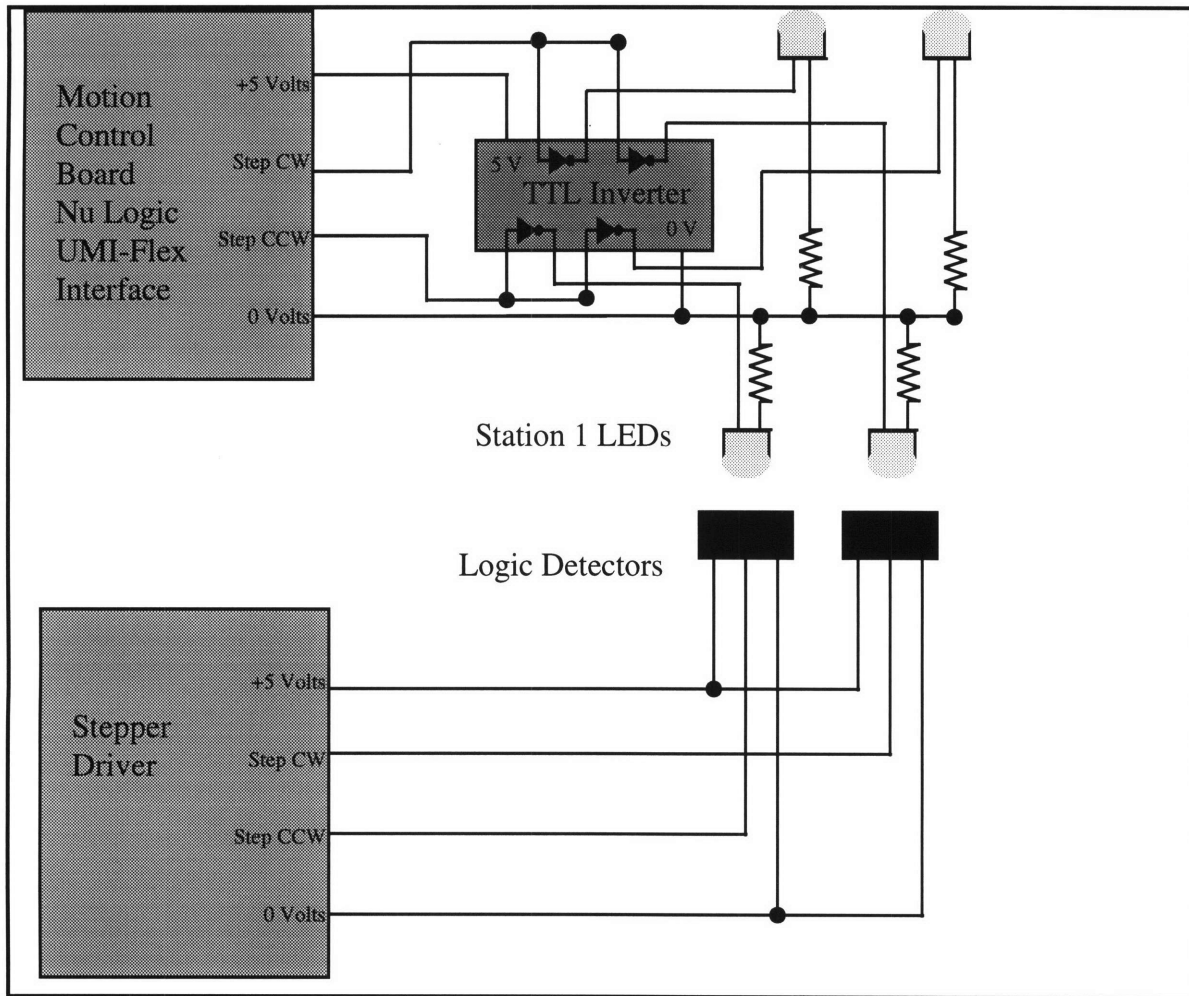 Motion
Control
Board
Nu Logic
UMI-Flex
Interface
+5 Volts
Step CW
Step CCW
0 Volts
5 V
TTL Inverter
0 V
Station 1 LEDs
Logic Detectors
Stepper
Driver
+5 Volts
Step CW
Step CCW
0 Volts